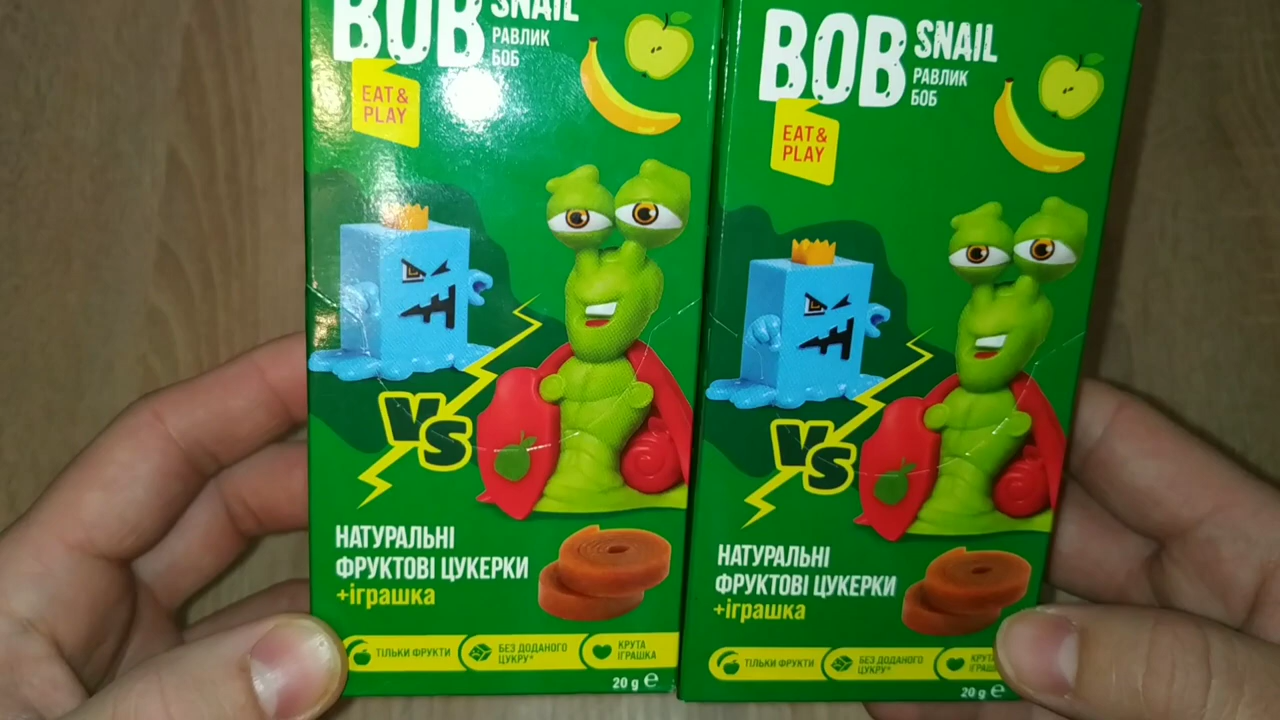 BOB SNAIL
РАВЛИК
БОБ
EAT &
PLAY
VS
НАТУРАЛЬНІ
ФРУКТОВІ ЦУКЕРКИ
+іграшка
ТІЛЬКИ ФРУКТИ
БЕЗ ДОДАНОГО
ЦУКРУ*
КРУТА
ІГРАШКА
20 g e
BOB SNAIL
РАВЛИК
БОБ
EAT &
PLAY
VS
НАТУРАЛЬНІ
ФРУКТОВІ ЦУКЕРКИ
+іграшка
ТІЛЬКИ ФРУКТИ
БЕЗ ДОДАНОГО
ЦУКРУ*
20 g e